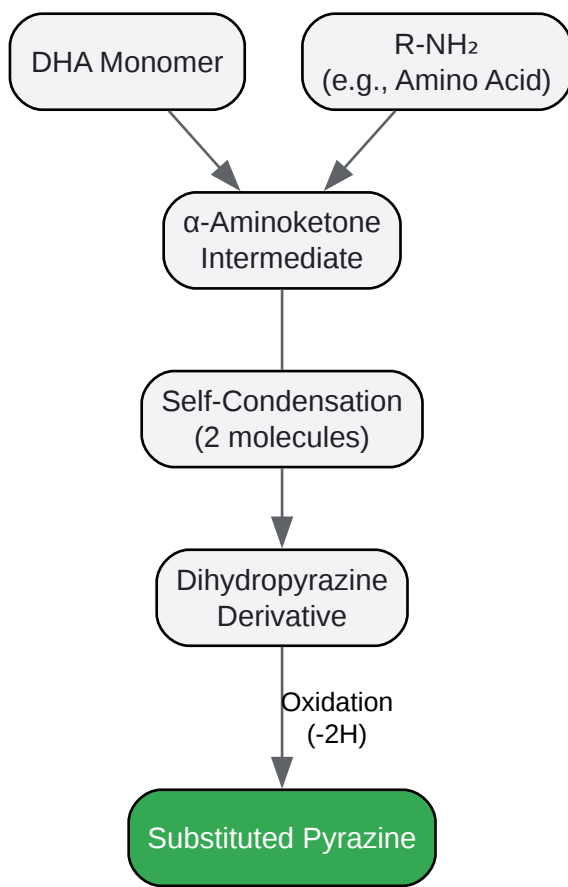 DHA Monomer
R-NH₂
(e.g., Amino Acid)
α-Aminoketone
Intermediate
Self-Condensation
(2 molecules)
Dihydropyrazine
Derivative
Oxidation
(-2H)
Substituted Pyrazine